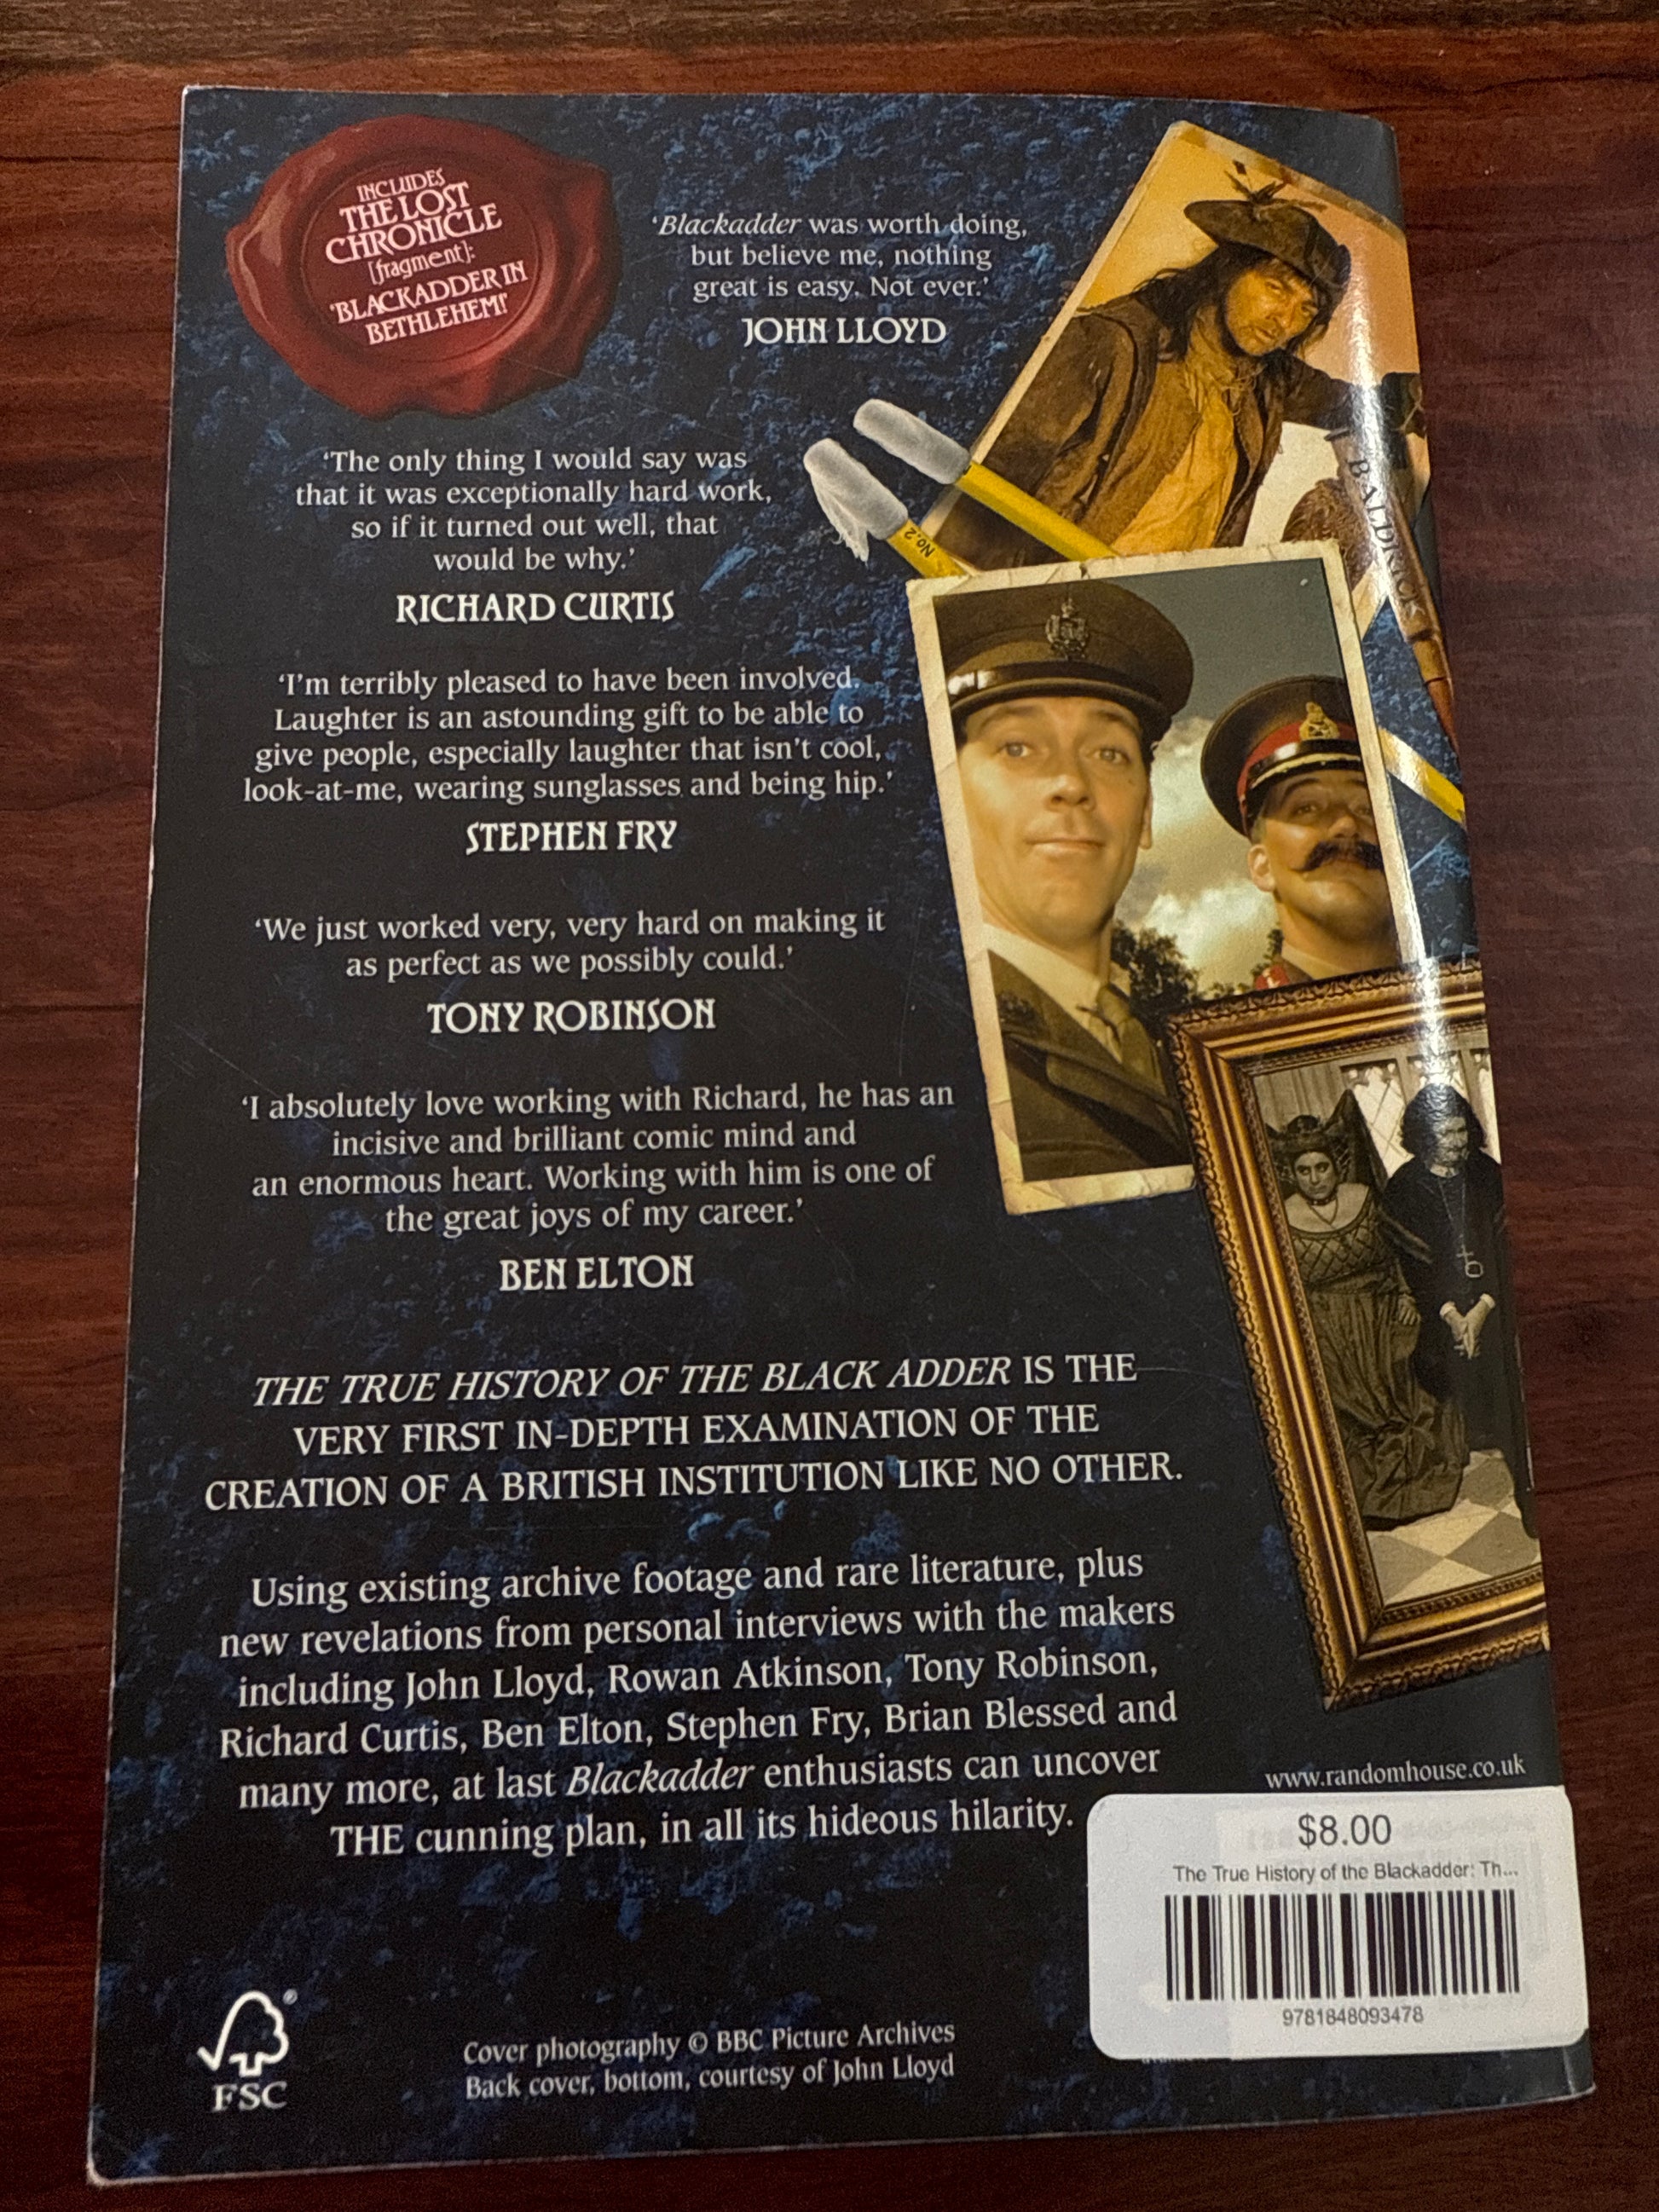 INCLUDES
THE LOST
CHRONICLE
[fragment]:
'BLACKADDER IN
BETHLEHEM!'
'Blackadder was worth doing,
but believe me, nothing
great is easy. Not ever.'
JOHN LLOYD
'The only thing I would say was
that it was exceptionally hard work,
so if it turned out well, that
would be why.'
RICHARD CURTIS
No.2
BALDRICK
'I'm terribly pleased to have been involved.
Laughter is an astounding gift to be able to
give people, especially laughter that isn't cool,
look-at-me, wearing sunglasses and being hip.'
STEPHEN FRY
'We just worked very, very hard on making it
as perfect as we possibly could.'
TONY ROBINSON
'I absolutely love working with Richard, he has an
incisive and brilliant comic mind and
an enormous heart. Working with him is one of
the great joys of my career.'
BEN ELTON
THE TRUE HISTORY OF THE BLACK ADDER IS THE
VERY FIRST IN-DEPTH EXAMINATION OF THE
CREATION OF A BRITISH INSTITUTION LIKE NO OTHER.
Using existing archive footage and rare literature, plus
new revelations from personal interviews with the makers
including John Lloyd, Rowan Atkinson, Tony Robinson,
Richard Curtis, Ben Elton, Stephen Fry, Brian Blessed and
many more, at last Blackadder enthusiasts can uncover
THE cunning plan, in all its hideous hilarity.
www.randomhouse.co.uk
$8.00
The True History of the Blackadder: Th...
9781848093478
®
FSC
Cover photography © BBC Picture Archives
Back cover, bottom, courtesy of John Lloyd